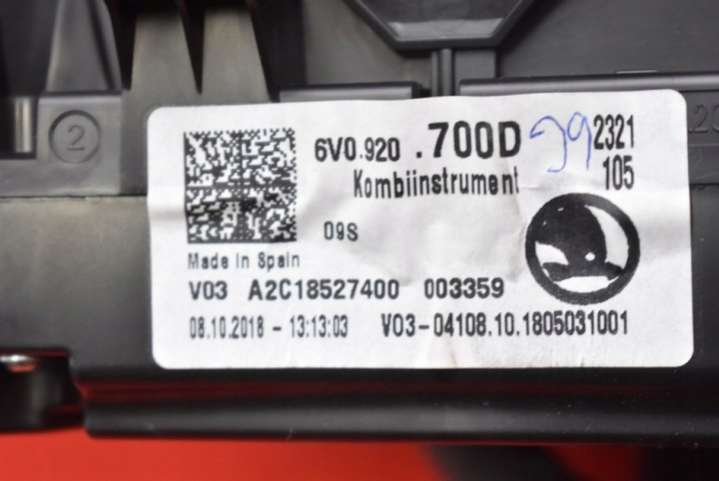 2
6V0.920 .700D 2321
Kombiinstrument 105
09S
Made in Spain
V03 A2C18527400 003359
08.10.2018 - 13:13:03 V03-04108.10.1805031001